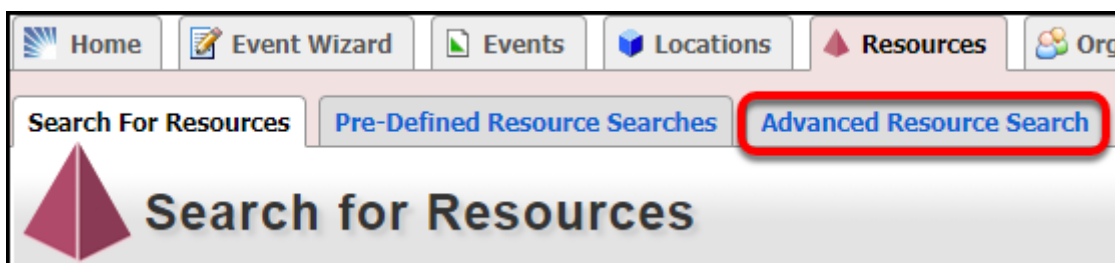 Home Event Wizard Events Locations Resources
Search For Resources Pre-Defined Resource Searches Advanced Resource Search
Search for Resources